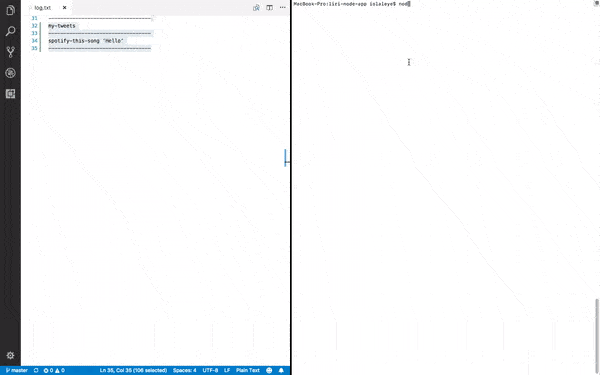 log.txt
31
32 my-tweets
33
34 spotify-this-song 'Hello'
35
master 0 0 Ln 35, Col 35 (106 selected) Spaces: 4 UTF-8 LF Plain Text
MacBook-Pro:liri-node-app lolaleye$ nod